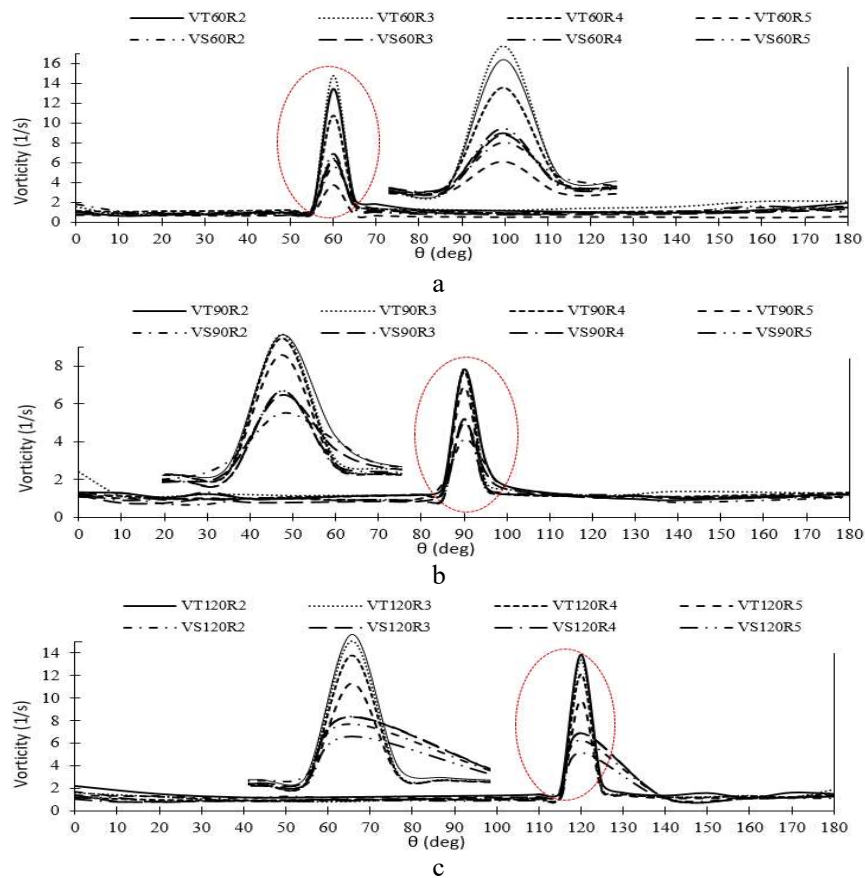 VT60R2 VT60R3 VT60R4 VT60R5
VS60R2 VS60R3 VS60R4 VS60R5
Vorticity (1/s)
16
14
12
10
8
6
4
2
0
0 10 20 30 40 50 60 70 80 90 100 110 120 130 140 150 160 170 180
θ (deg)
a
VT90R2 VT90R3 VT90R4 VT90R5
VS90R2 VS90R3 VS90R4 VS90R5
Vorticity (1/s)
8
6
4
2
0
0 10 20 30 40 50 60 70 80 90 100 110 120 130 140 150 160 170 180
θ (deg)
b
VT120R2 VT120R3 VT120R4 VT120R5
VS120R2 VS120R3 VS120R4 VS120R5
Vorticity (1/s)
14
12
10
8
6
4
2
0
0 10 20 30 40 50 60 70 80 90 100 110 120 130 140 150 160 170 180
θ (deg)
c